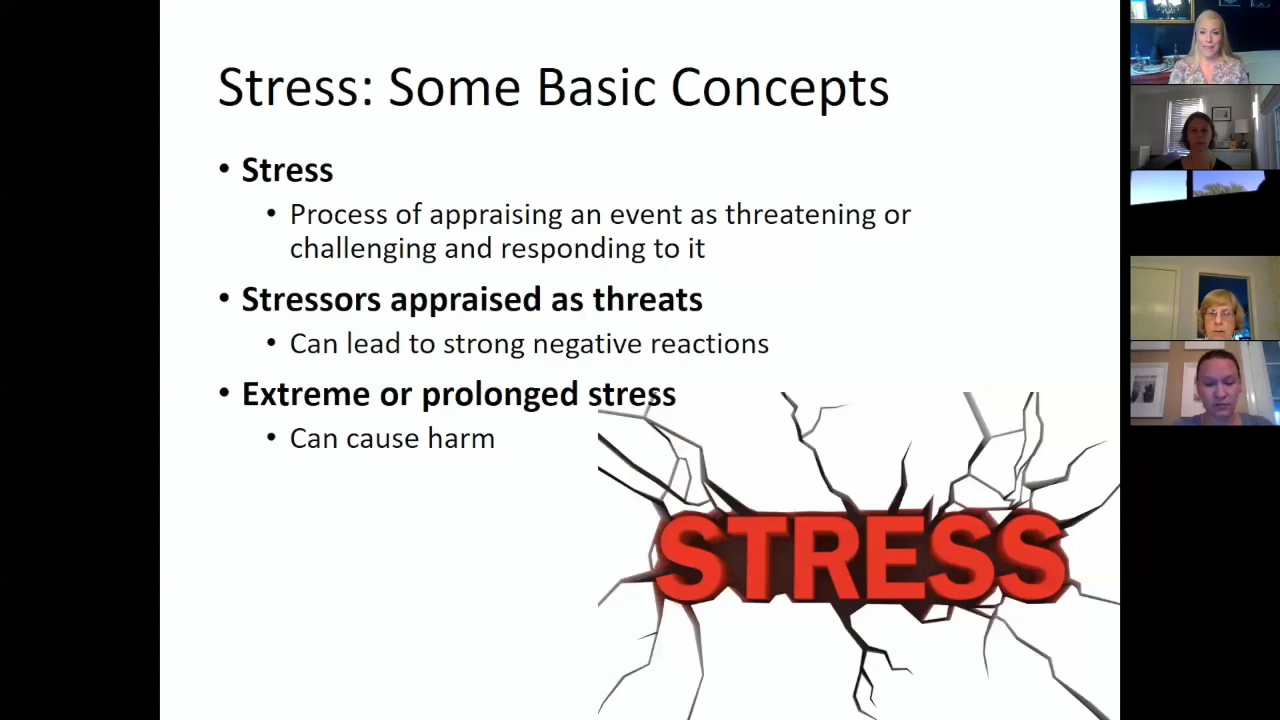 Stress: Some Basic Concepts
• Stress
• Process of appraising an event as threatening or
challenging and responding to it
• Stressors appraised as threats
• Can lead to strong negative reactions
• Extreme or prolonged stress
• Can cause harm
STRESS